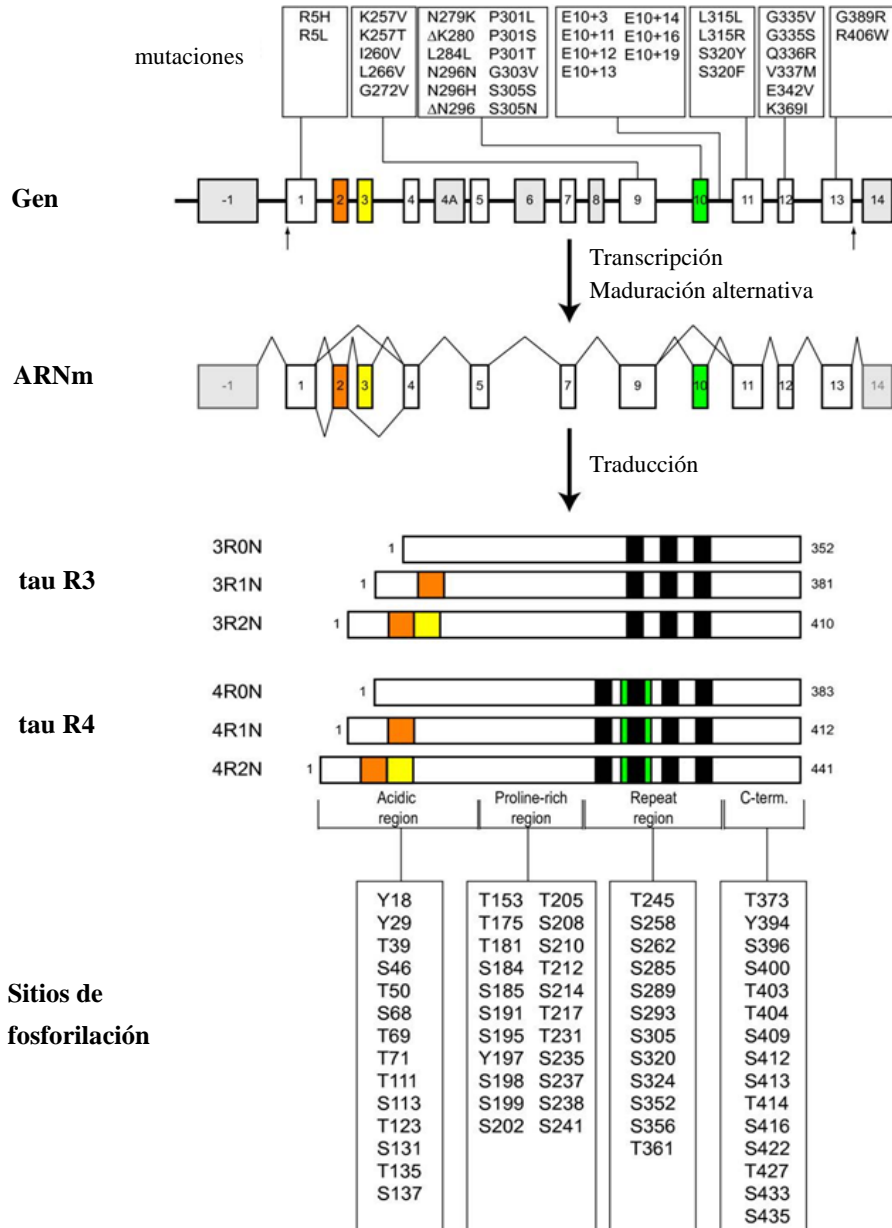 mutaciones
R5H
R5L
K257V
K257T
I260V
L266V
G272V
N279K P301L
ΔK280 P301S
L284L P301T
N296N G303V
N296H S305S
ΔN296 S305N
E10+3 E10+14
E10+11 E10+16
E10+12 E10+19
E10+13
L315L
L315R
S320Y
S320F
G335V
G335S
Q336R
V337M
E342V
K369I
G389R
R406W
Gen
-1 1 2 3 4 4A 5 6 7 8 9 10 11 12 13 14
Transcripción
Maduración alternativa
ARNm
-1 1 2 3 4 5 7 9 10 11 12 13 14
Traducción
tau R3
3R0N 1 352
3R1N 1 381
3R2N 1 410
tau R4
4R0N 1 383
4R1N 1 412
4R2N 1 441
Acidic
region
Proline-rich
region
Repeat
region
C-term.
Sitios de
fosforilación
Y18
Y29
T39
S46
T50
S68
T69
T71
T111
S113
T123
S131
T135
S137
T153 T205
T175 S208
T181 S210
S184 T212
S185 S214
S191 T217
S195 T231
Y197 S235
S198 S237
S199 S238
S202 S241
T245
S258
S262
S285
S289
S293
S305
S320
S324
S352
S356
T361
T373
Y394
S396
S400
T403
T404
S409
S412
S413
T414
S416
S422
T427
S433
S435